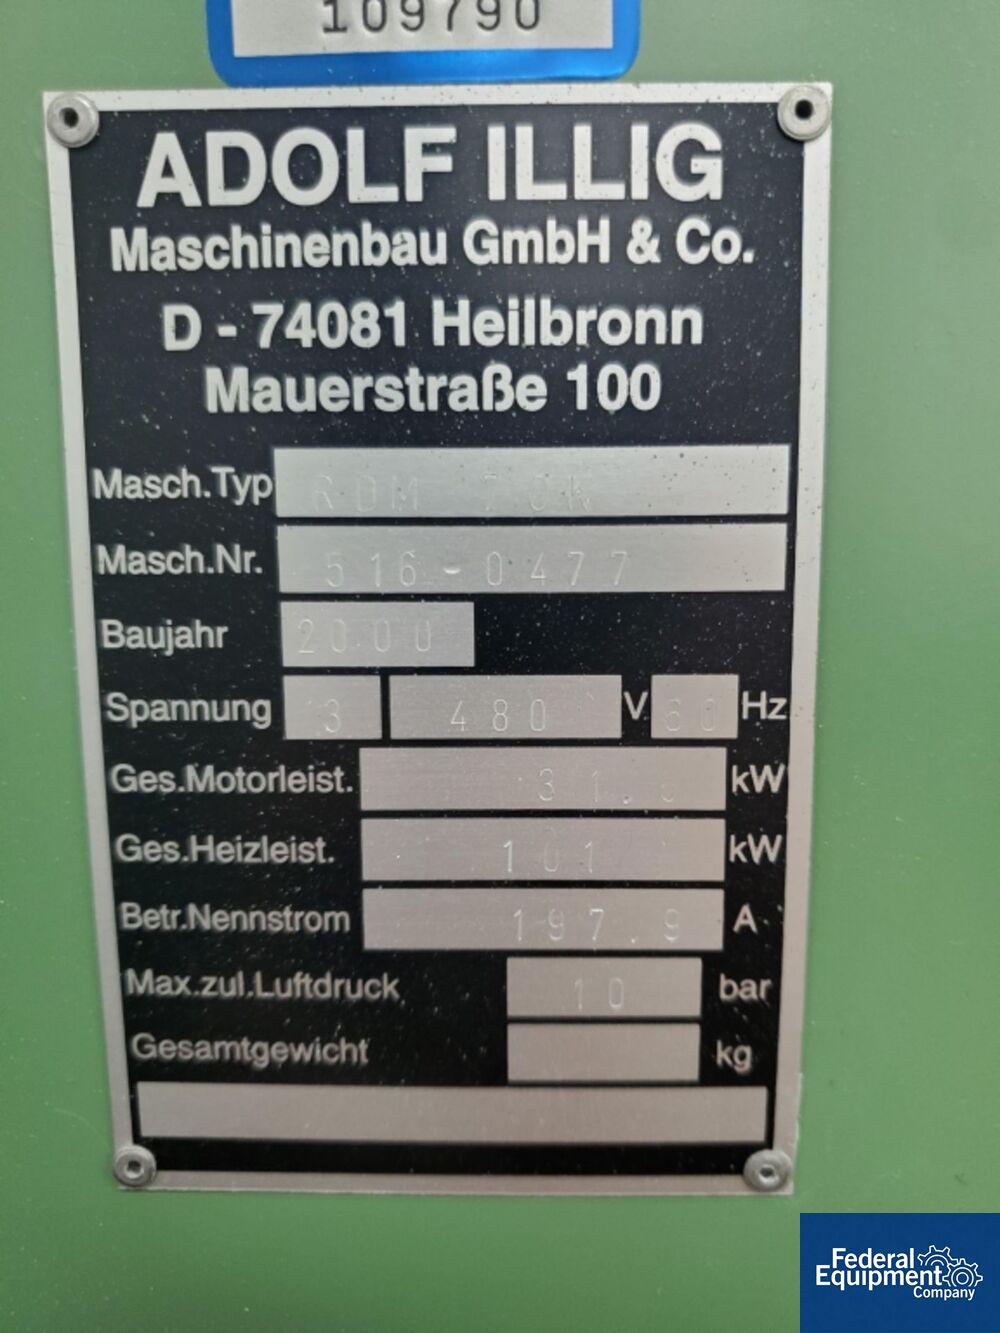 109790
ADOLF ILLIG
Maschinenbau GmbH & Co.
D - 74081 Heilbronn
Mauerstraße 100
Masch.Typ RDM 70K
Masch.Nr. 516-0477
Baujahr 2000
Spannung 3 480 V 60 Hz
Ges.Motorleist. kW
Ges.Heizleist. 101 kW
Betr.Nennstrom 197.9 A
Max.zul.Luftdruck 10 bar
Gesamtgewicht kg
Federal
Equipment
Company